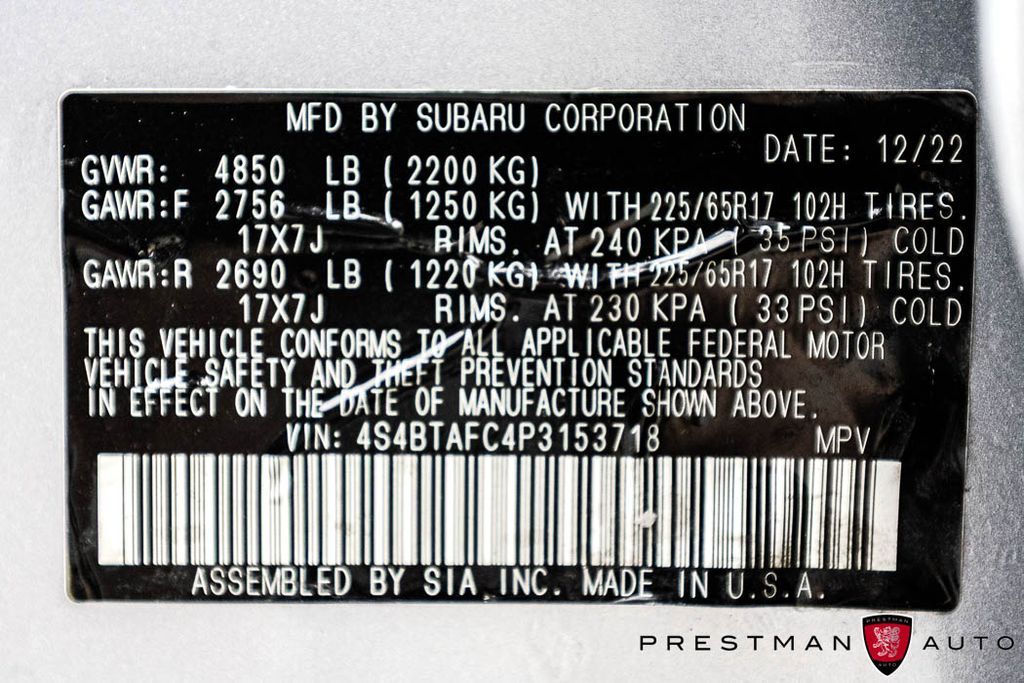 MFD BY SUBARU CORPORATION
DATE: 12/22
GVWR: 4850 LB (2200 KG)
GAWR:F 2756 LB (1250 KG) WITH 225/65R17 102H TIRES.
17X7J RIMS. AT 240 KPA (35 PSI) COLD
GAWR:R 2690 LB (1220 KG) WITH 225/65R17 102H TIRES.
17X7J RIMS. AT 230 KPA (33 PSI) COLD
THIS VEHICLE CONFORMS TO ALL APPLICABLE FEDERAL MOTOR
VEHICLE SAFETY AND THEFT PREVENTION STANDARDS
IN EFFECT ON THE DATE OF MANUFACTURE SHOWN ABOVE.
VIN: 4S4BTAFC4P3153718 MPV
ASSEMBLED BY SIA INC. MADE IN U.S.A.
PRESTMAN PRESTMAN AUTO AUTO